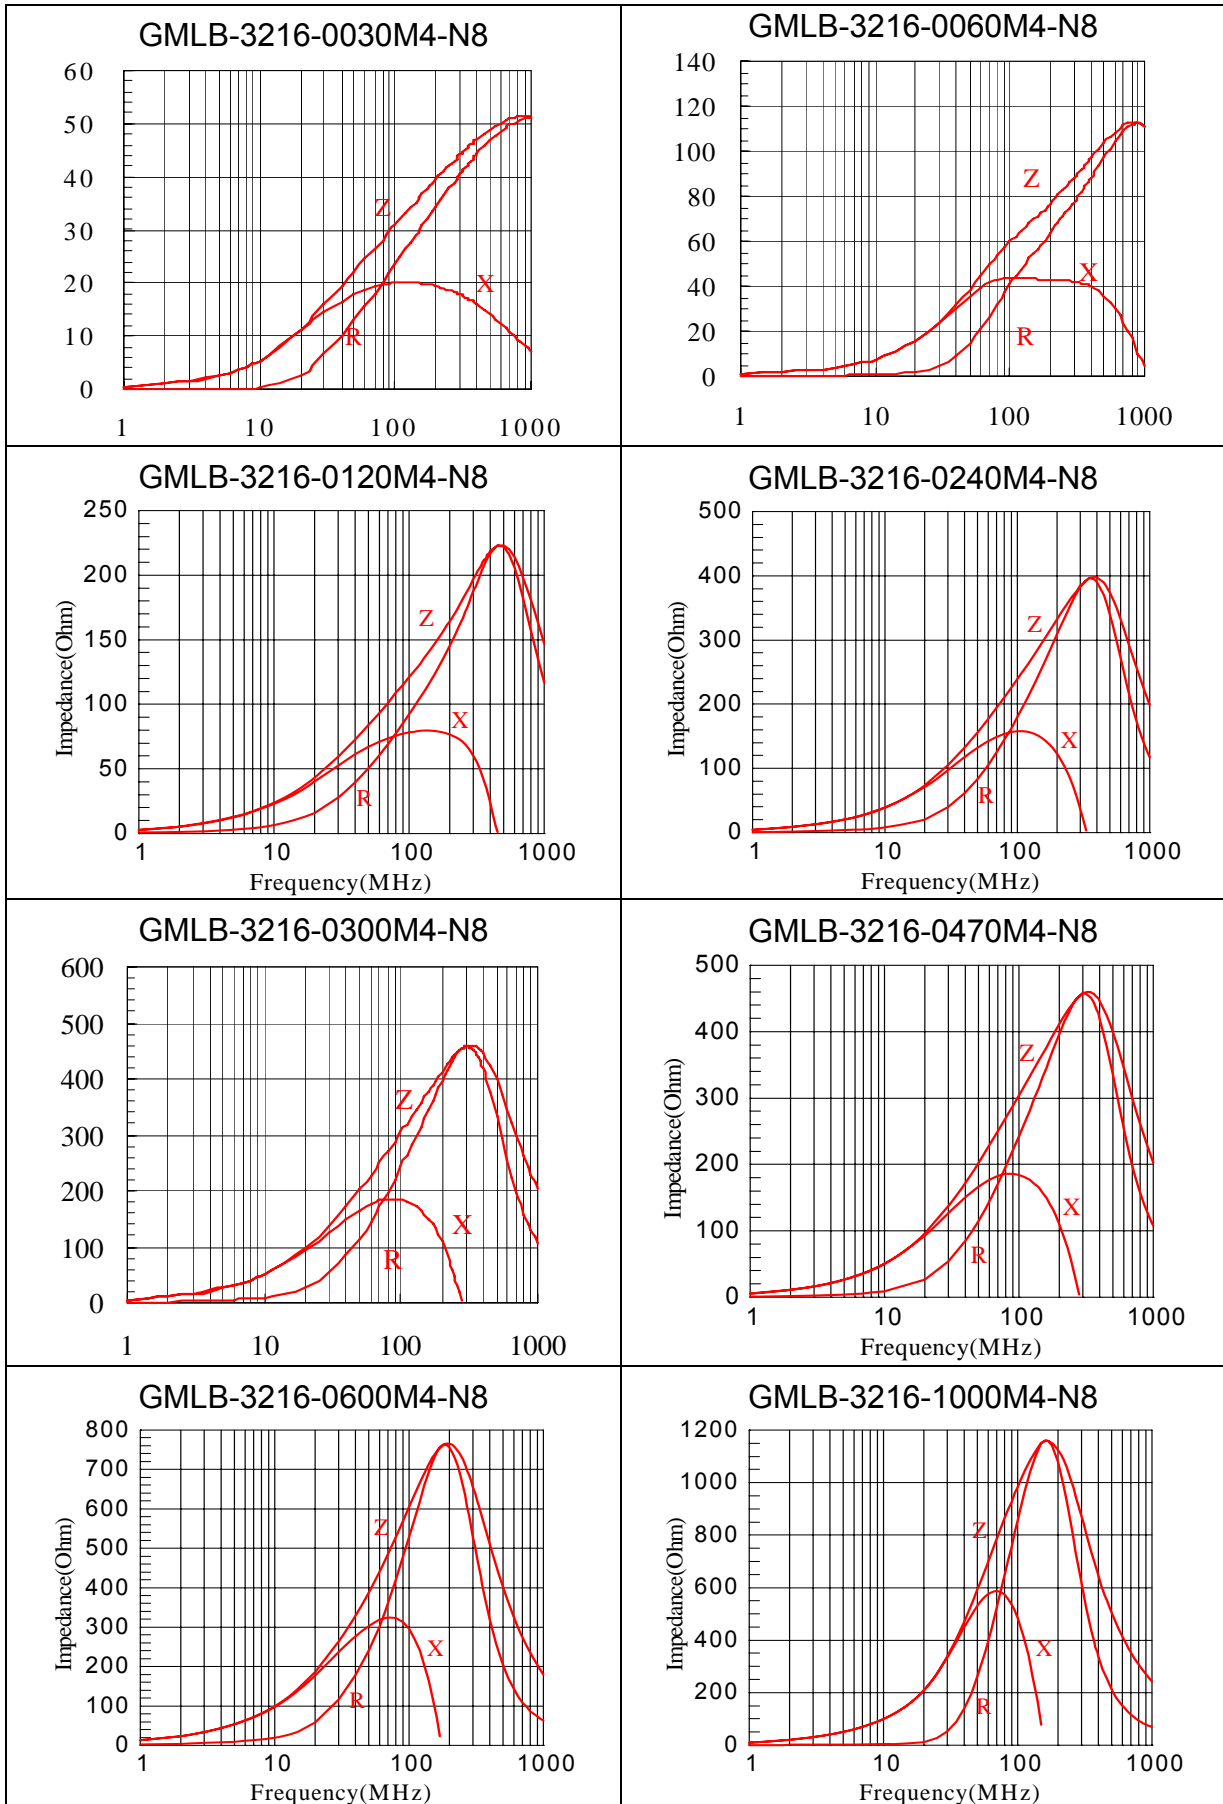 GMLB-3216-0030M4-N8
60
50
40
30
20
10
0
Z
X
R
1 10 100 1000
GMLB-3216-0060M4-N8
140
120
100
80
60
40
20
0
Z
X
R
1 10 100 1000
GMLB-3216-0120M4-N8
250
200
150
100
50
0
Impedance(Ohm)
Z
X
R
1 10 100 1000
Frequency(MHz)
GMLB-3216-0240M4-N8
500
400
300
200
100
0
Impedance(Ohm)
Z
X
R
1 10 100 1000
Frequency(MHz)
GMLB-3216-0300M4-N8
600
500
400
300
200
100
0
Z
X
R
1 10 100 1000
GMLB-3216-0470M4-N8
500
400
300
200
100
0
Impedance(Ohm)
Z
X
R
1 10 100 1000
Frequency(MHz)
GMLB-3216-0600M4-N8
800
700
600
500
400
300
200
100
0
Impedance(Ohm)
Z
X
R
1 10 100 1000
Frequency(MHz)
GMLB-3216-1000M4-N8
1200
1000
800
600
400
200
0
Impedance(Ohm)
Z
X
R
1 10 100 1000
Frequency(MHz)